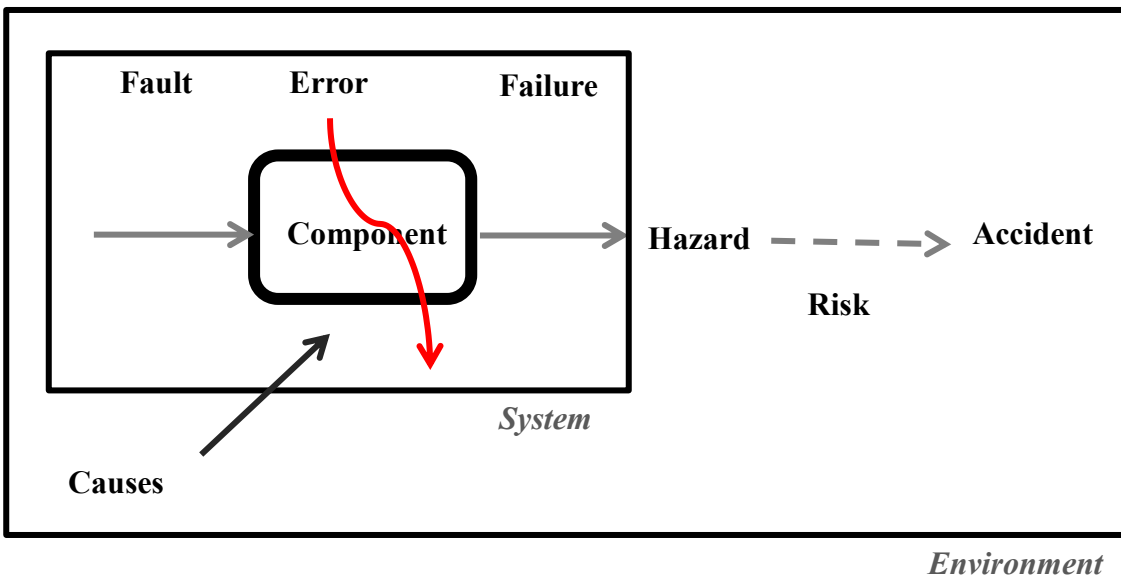 Fault Error Failure
Component
Hazard Accident
Risk
System
Causes
Environment